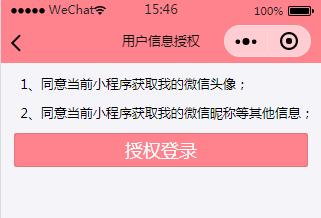 WeChat 15:46 100%
用户信息授权
1、同意当前小程序获取我的微信头像；
2、同意当前小程序获取我的微信昵称等其他信息；
授权登录